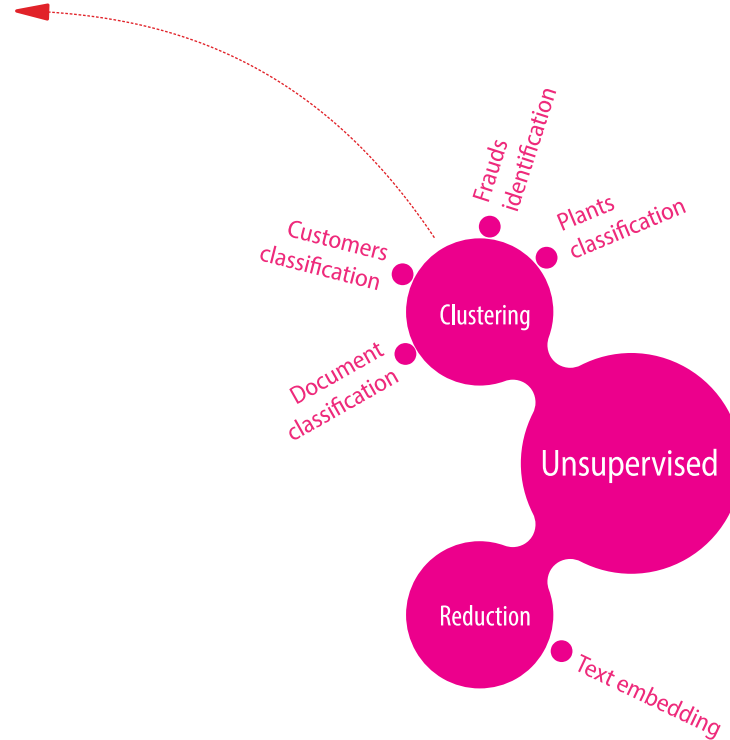 Frauds
identification
Plants
classification
Customers
classification
Clustering
Document
classification
Unsupervised
Reduction
Text embedding